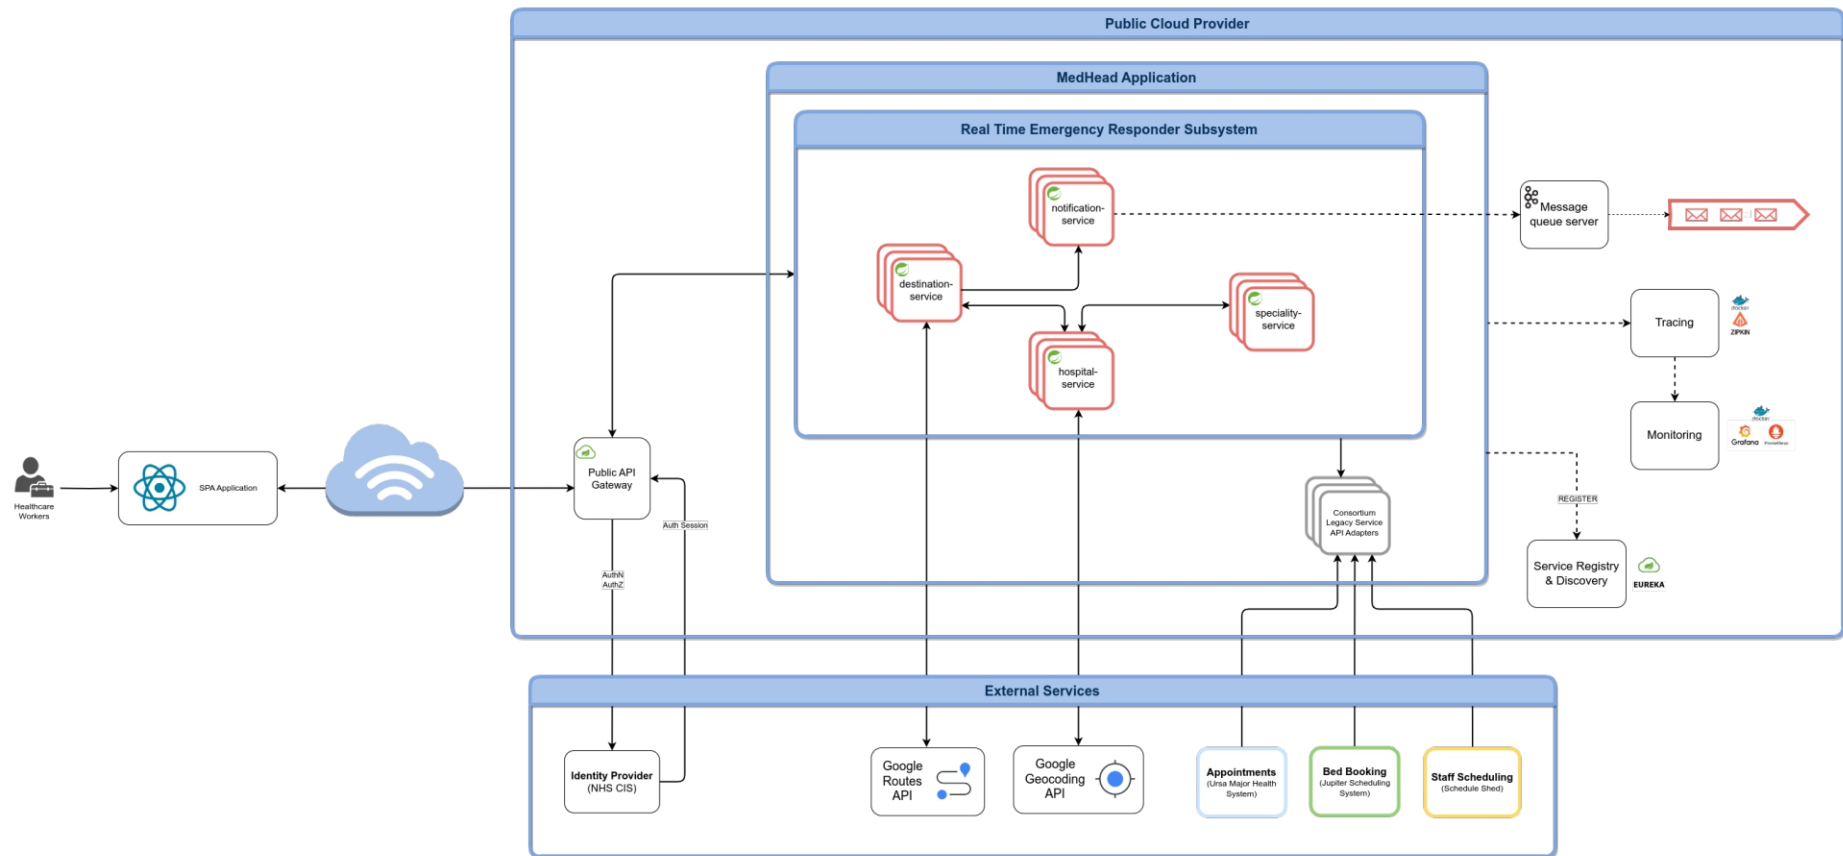 Public Cloud Provider
MedHead Application
Real Time Emergency Responder Subsystem
notification-
service
Message
queue server
destination-
service
speciality-
service
hospital-
service
Tracing
docker
ZIPKIN
Monitoring
docker
Grafana
Prometheus
Healthcare
Workers
SPA Application
Public API
Gateway
Auth Session
AuthN
AuthZ
Consortium
Legacy Service
API Adapters
REGISTER
Service Registry
& Discovery
EUREKA
External Services
Identity Provider
(NHS CIS)
Google
Routes
API
Google
Geocoding
API
Appointments
(Ursa Major Health
System)
Bed Booking
(Jupiter Scheduling
System)
Staff Scheduling
(Schedule Shed)